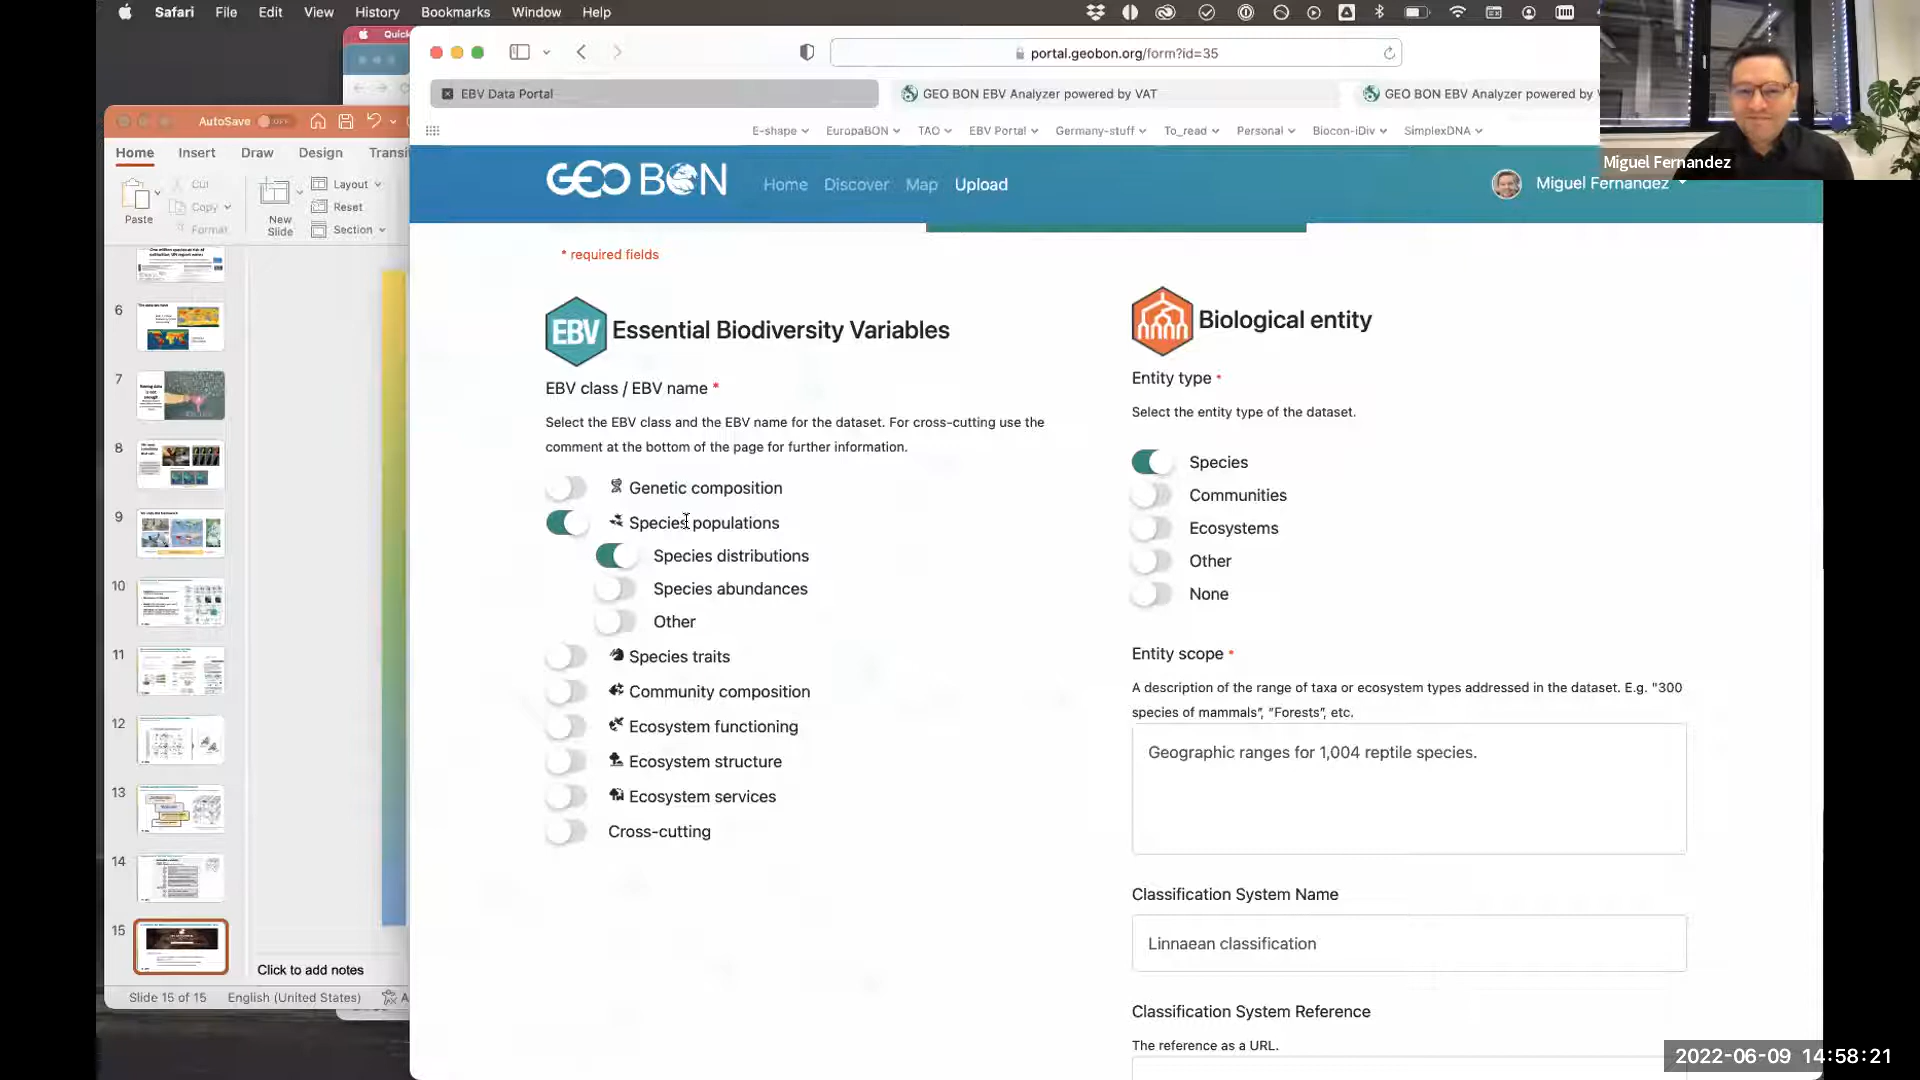 Safari File Edit View History Bookmarks Window Help
Quick
portal.geobon.org/form?id=35
EBV Data Portal
GEO BON EBV Analyzer powered by VAT
GEO BON EBV Analyzer powered by V
E-shape EuropaBON TAO EBV Portal Germany-stuff To_read Personal Biocon-iDiv SimplexDNA
Miguel Fernandez
AutoSave OFF
Home Insert Draw Design Transi
Paste
Cut
Copy
Format
New
Slide
Layout
Reset
Section
GEO BON
Home Discover Map Upload
Miguel Fernandez
* required fields
EBV
Essential Biodiversity Variables
EBV class / EBV name *
Select the EBV class and the EBV name for the dataset. For cross-cutting use the
comment at the bottom of the page for further information.
Genetic composition
Species populations
Species distributions
Species abundances
Other
Species traits
Community composition
Ecosystem functioning
Ecosystem structure
Ecosystem services
Cross-cutting
Biological entity
Entity type *
Select the entity type of the dataset.
Species
Communities
Ecosystems
Other
None
Entity scope *
A description of the range of taxa or ecosystem types addressed in the dataset. E.g. "300
species of mammals", "Forests", etc.
Geographic ranges for 1,004 reptile species.
Classification System Name
Linnaean classification
Classification System Reference
The reference as a URL.
6
7
8
9
10
11
12
13
14
15
Click to add notes
Slide 15 of 15 English (United States) A
2022-06-09 14:58:21